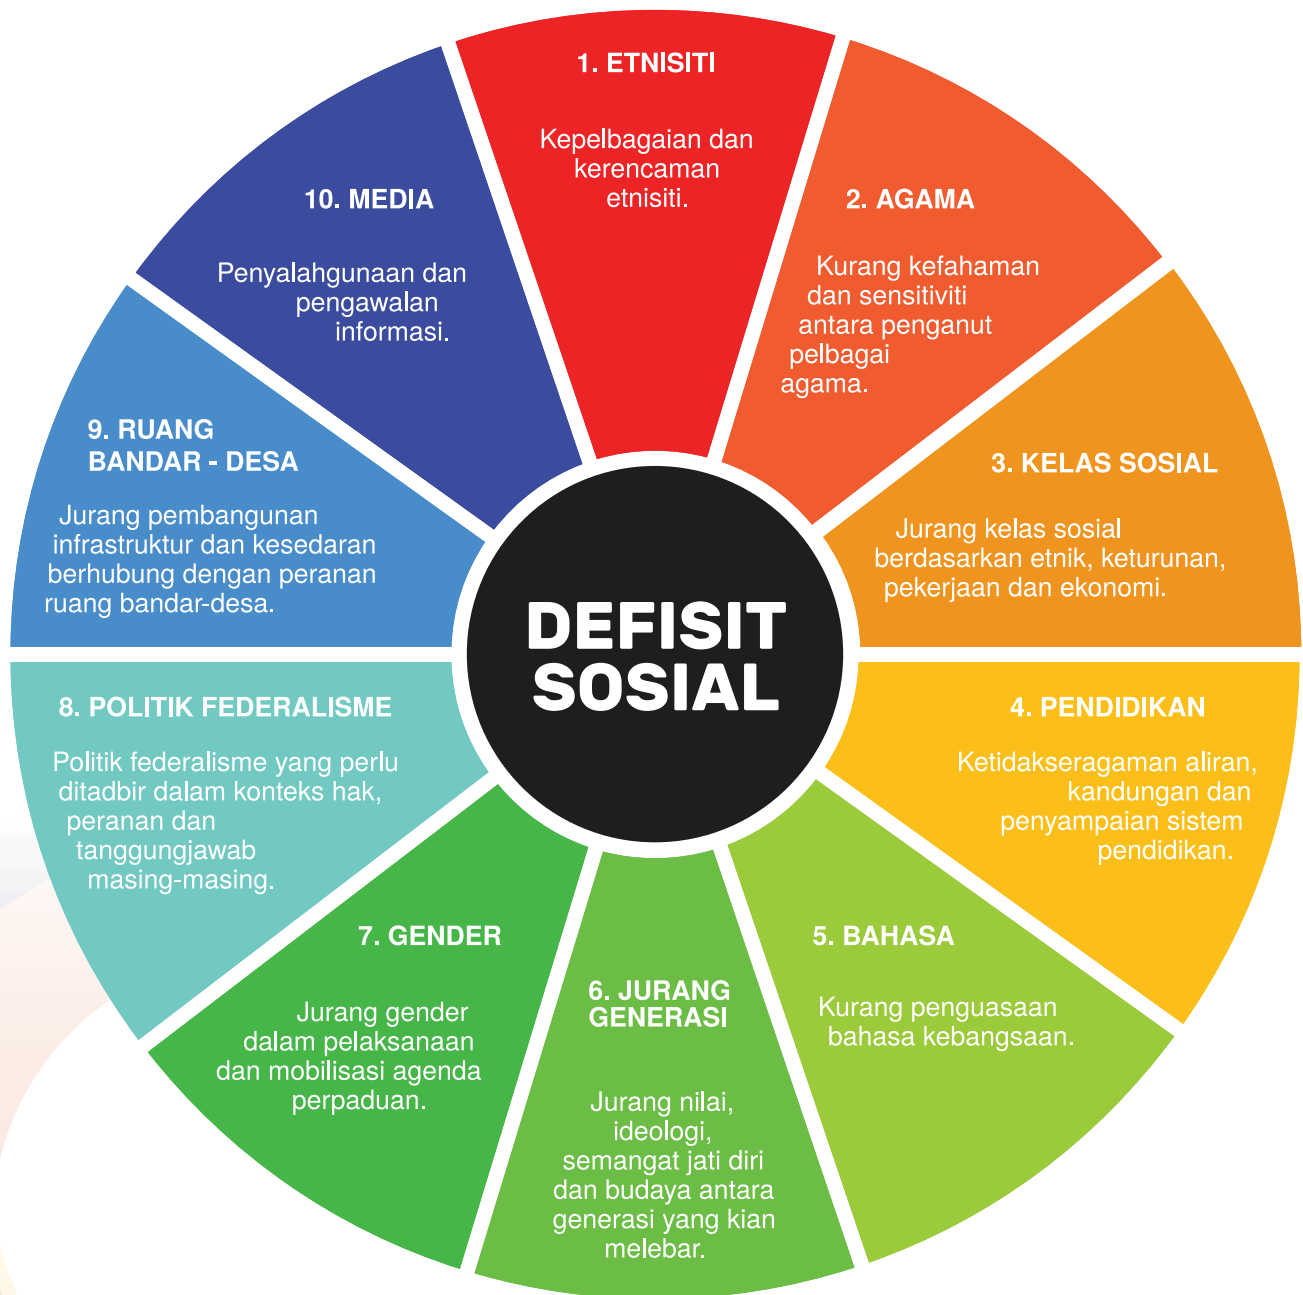 DEFISIT
SOSIAL
1. ETNISITI
Kepelbagaian dan
kerencaman
etnisiti.
2. AGAMA
Kurang kefahaman
dan sensitiviti
antara penganut
pelbagai
agama.
3. KELAS SOSIAL
Jurang kelas sosial
berdasarkan etnik, keturunan,
pekerjaan dan ekonomi.
4. PENDIDIKAN
Ketidakseragaman aliran,
kandungan dan
penyampaian sistem
pendidikan.
5. BAHASA
Kurang penguasaan
bahasa kebangsaan.
6. JURANG
GENERASI
Jurang nilai,
ideologi,
semangat jati diri
dan budaya antara
generasi yang kian
melebar.
7. GENDER
Jurang gender
dalam pelaksanaan
dan mobilisasi agenda
perpaduan.
8. POLITIK FEDERALISME
Politik federalisme yang perlu
ditadbir dalam konteks hak,
peranan dan
tanggungjawab
masing-masing.
9. RUANG
BANDAR - DESA
Jurang pembangunan
infrastruktur dan kesedaran
berhubung dengan peranan
ruang bandar-desa.
10. MEDIA
Penyalahgunaan dan
pengawalan
informasi.